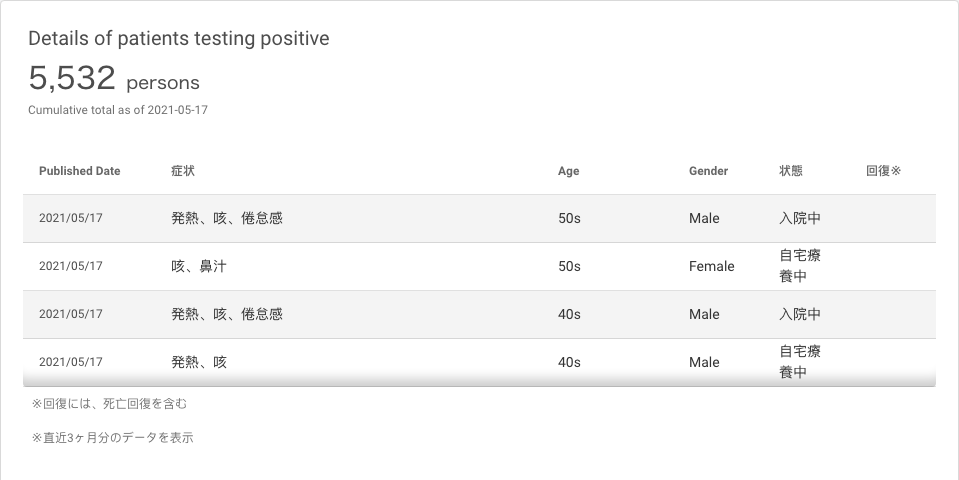 Details of patients testing positive
5,532 persons
Cumulative total as of 2021-05-17
Published Date 症状 Age Gender 状態 回復※
2021/05/17 発熱、咳、倦怠感 50s Male 入院中
2021/05/17 咳、鼻汁 50s Female 自宅療
養中
2021/05/17 発熱、咳、倦怠感 40s Male 入院中
2021/05/17 発熱、咳 40s Male 自宅療
養中
※回復には、死亡回復を含む
※直近3ヶ月分のデータを表示